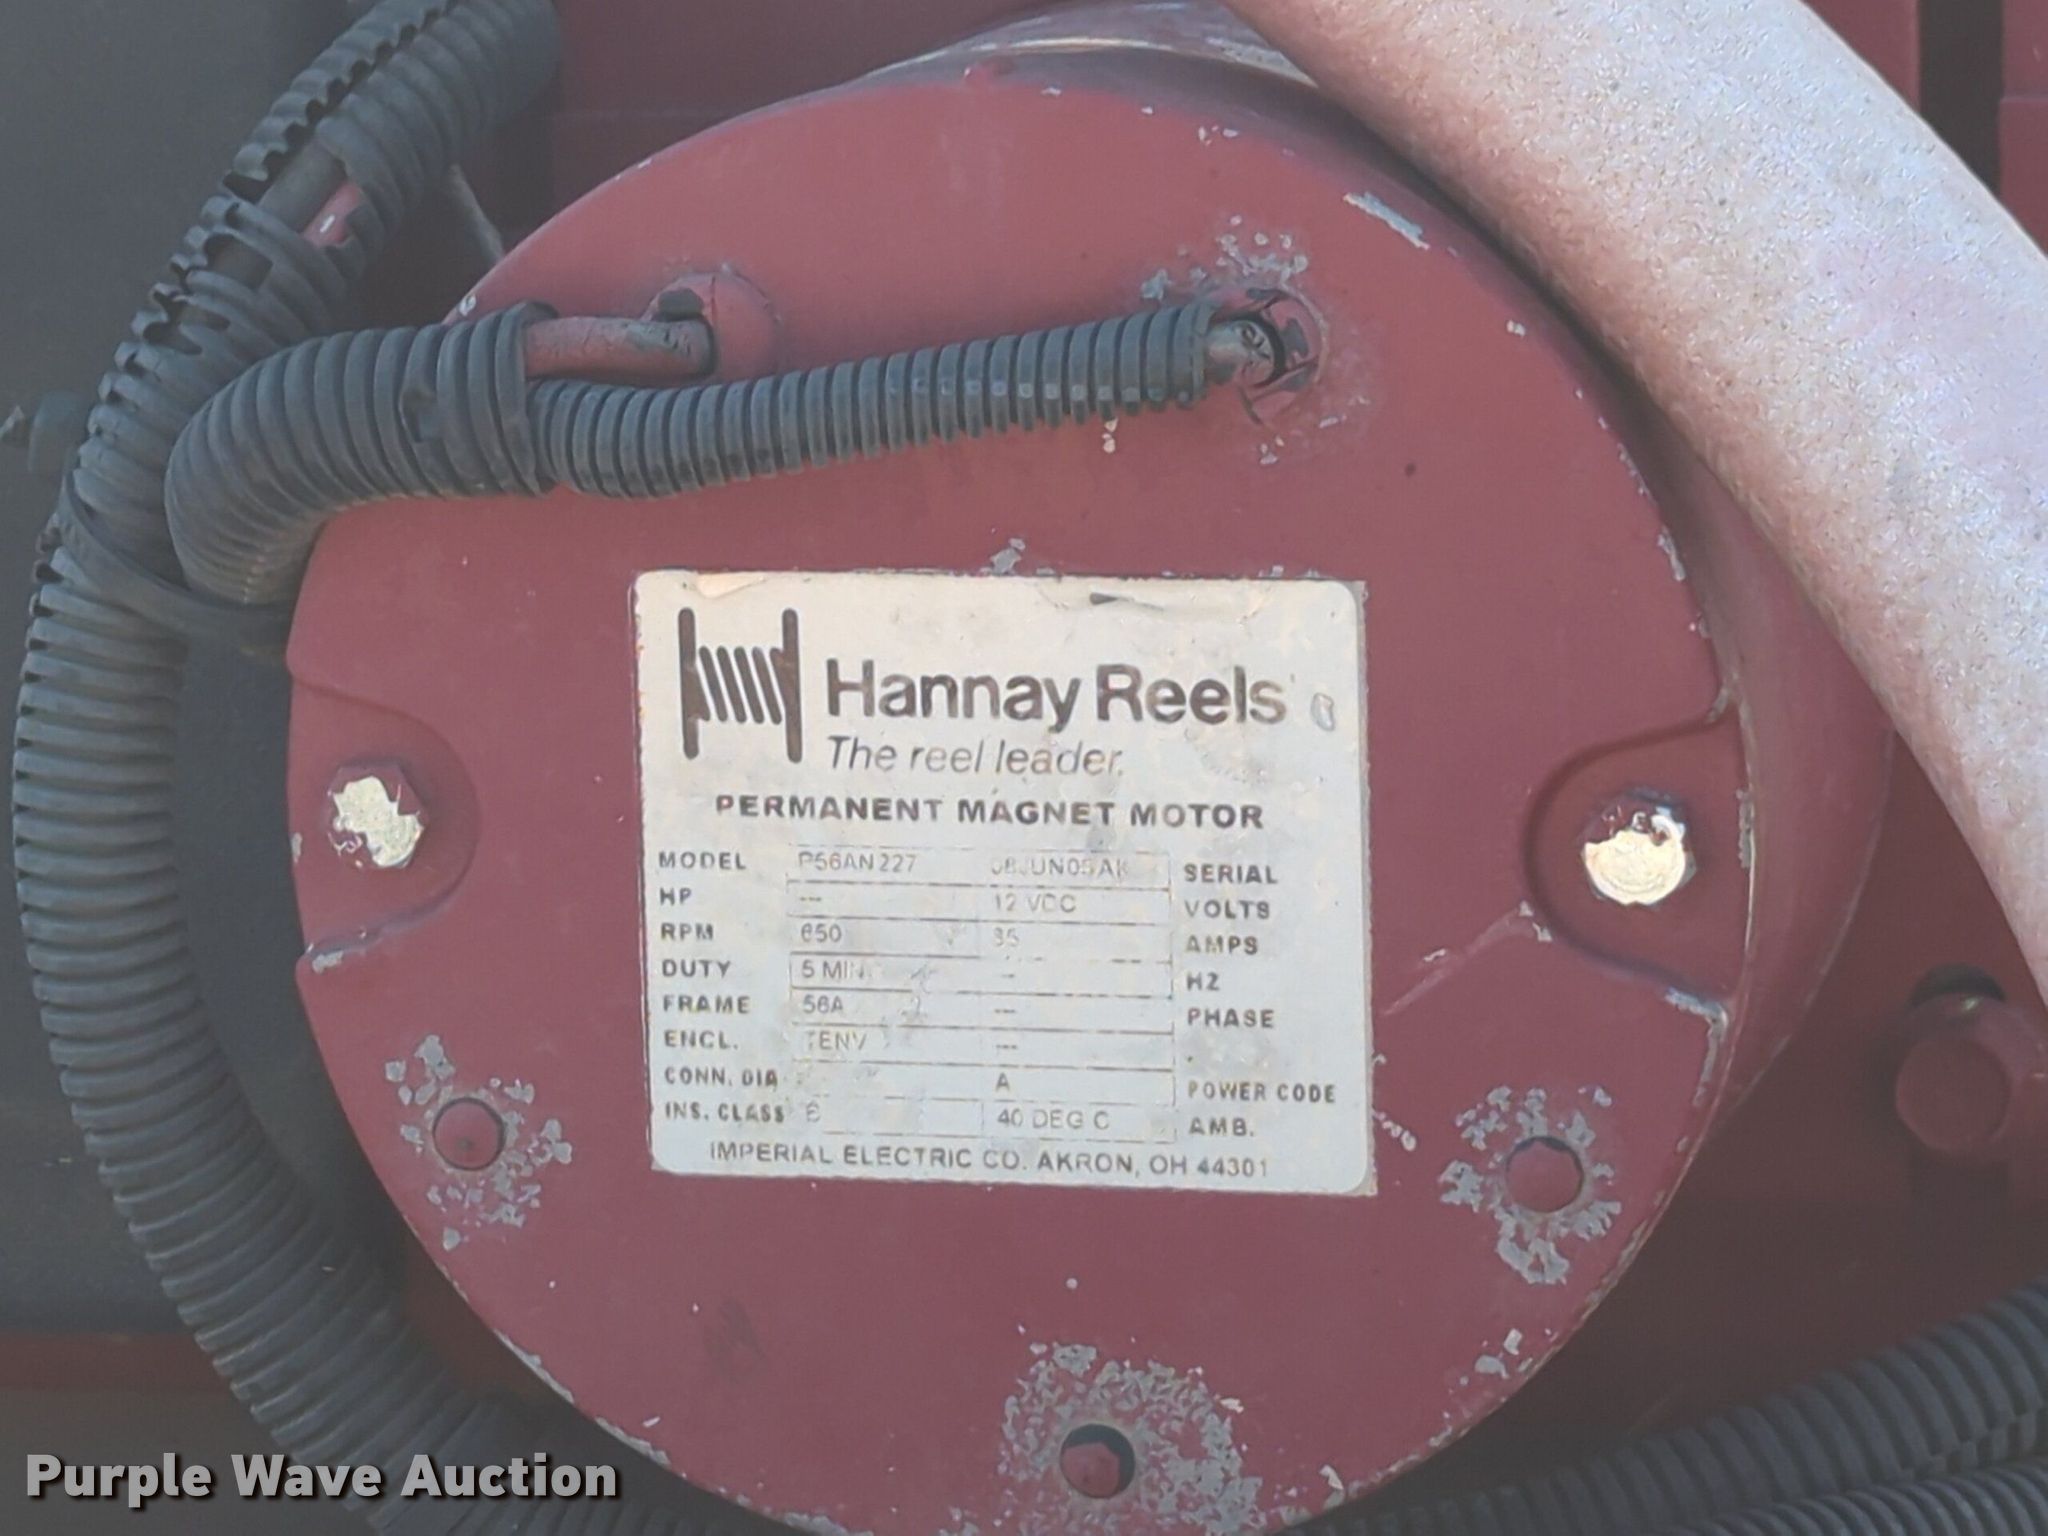 Hannay Reels
The reel leader.
PERMANENT MAGNET MOTOR
MODEL P56AN227 SERIAL
HP --- 12 VDC VOLTS
RPM 650 AMPS
DUTY 5 MIN. -- HZ
FRAME 56A --- PHASE
ENCL. TENV ---
CONN. DIA A POWER CODE
INS. CLASS 40 DEG C AMB.
IMPERIAL ELECTRIC CO. AKRON, OH 44301
Purple Wave Auction